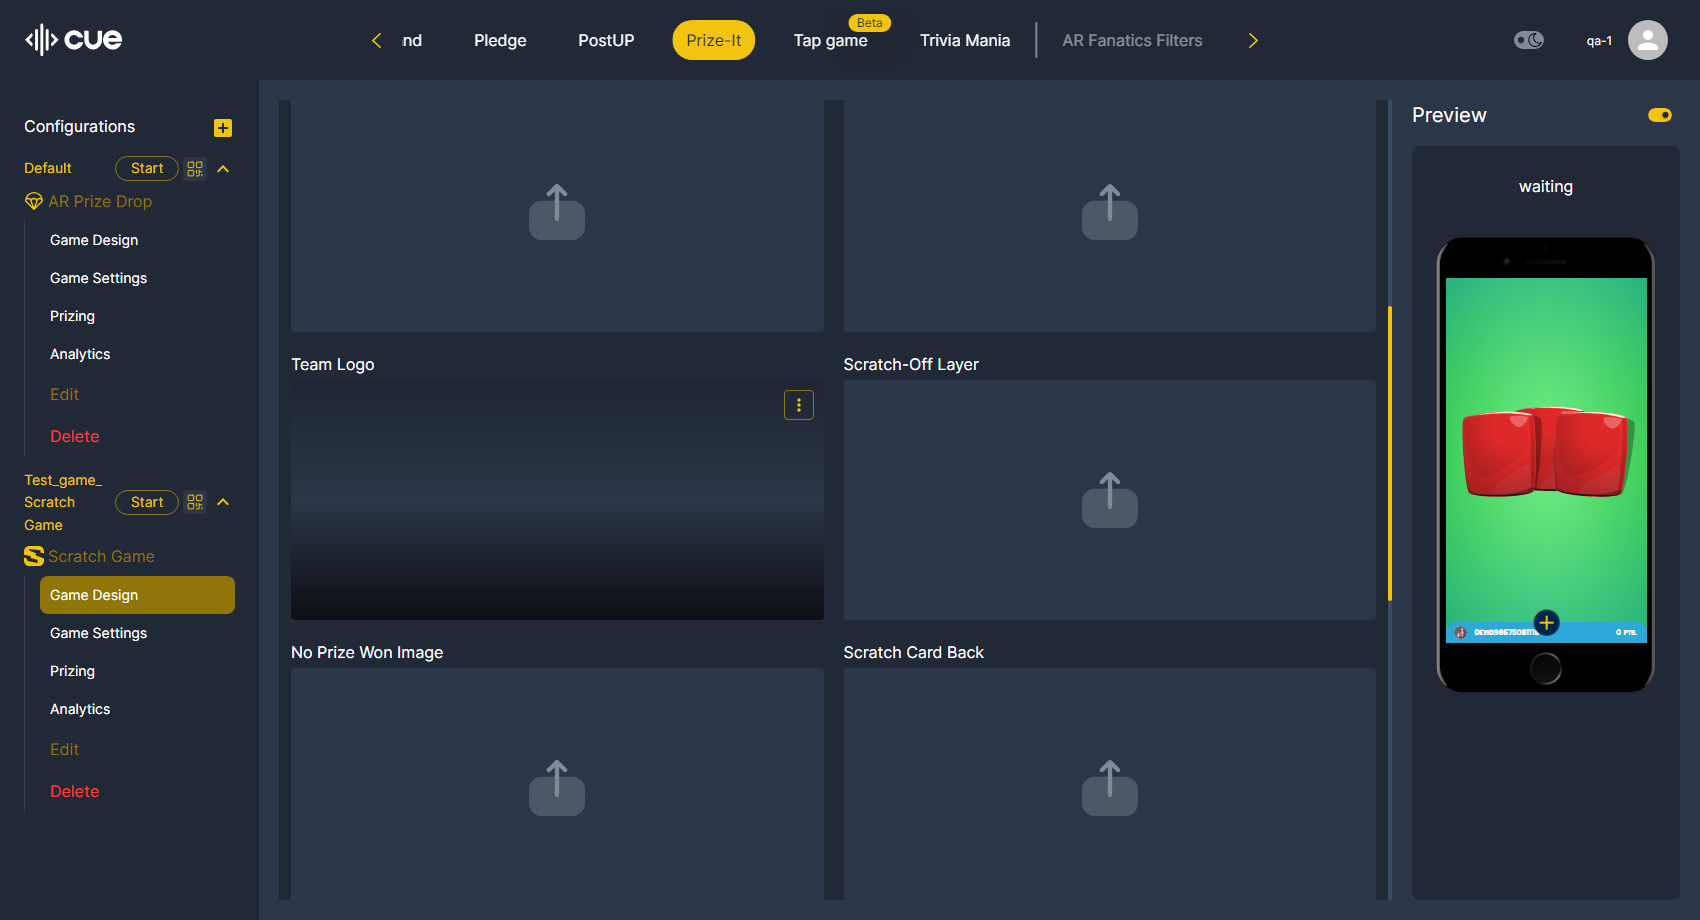 cue
nd
Pledge
PostUP
Prize-It
Beta
Tap game
Trivia Mania
AR Fanatics Filters
qa-1
Configurations
Default
Start
AR Prize Drop
Game Design
Game Settings
Prizing
Analytics
Edit
Delete
Test_game_
Scratch
Game
Start
Scratch Game
Game Design
Game Settings
Prizing
Analytics
Edit
Delete
Team Logo
Scratch-Off Layer
No Prize Won Image
Scratch Card Back
Preview
waiting
0 PTS.